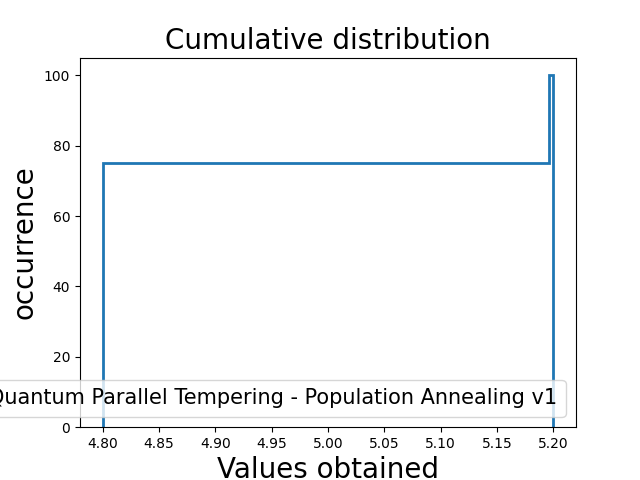 Cumulative distribution
occurrence
100
80
60
40
20
0
Quantum Parallel Tempering - Population Annealing v1
4.80 4.85 4.90 4.95 5.00 5.05 5.10 5.15 5.20
Values obtained